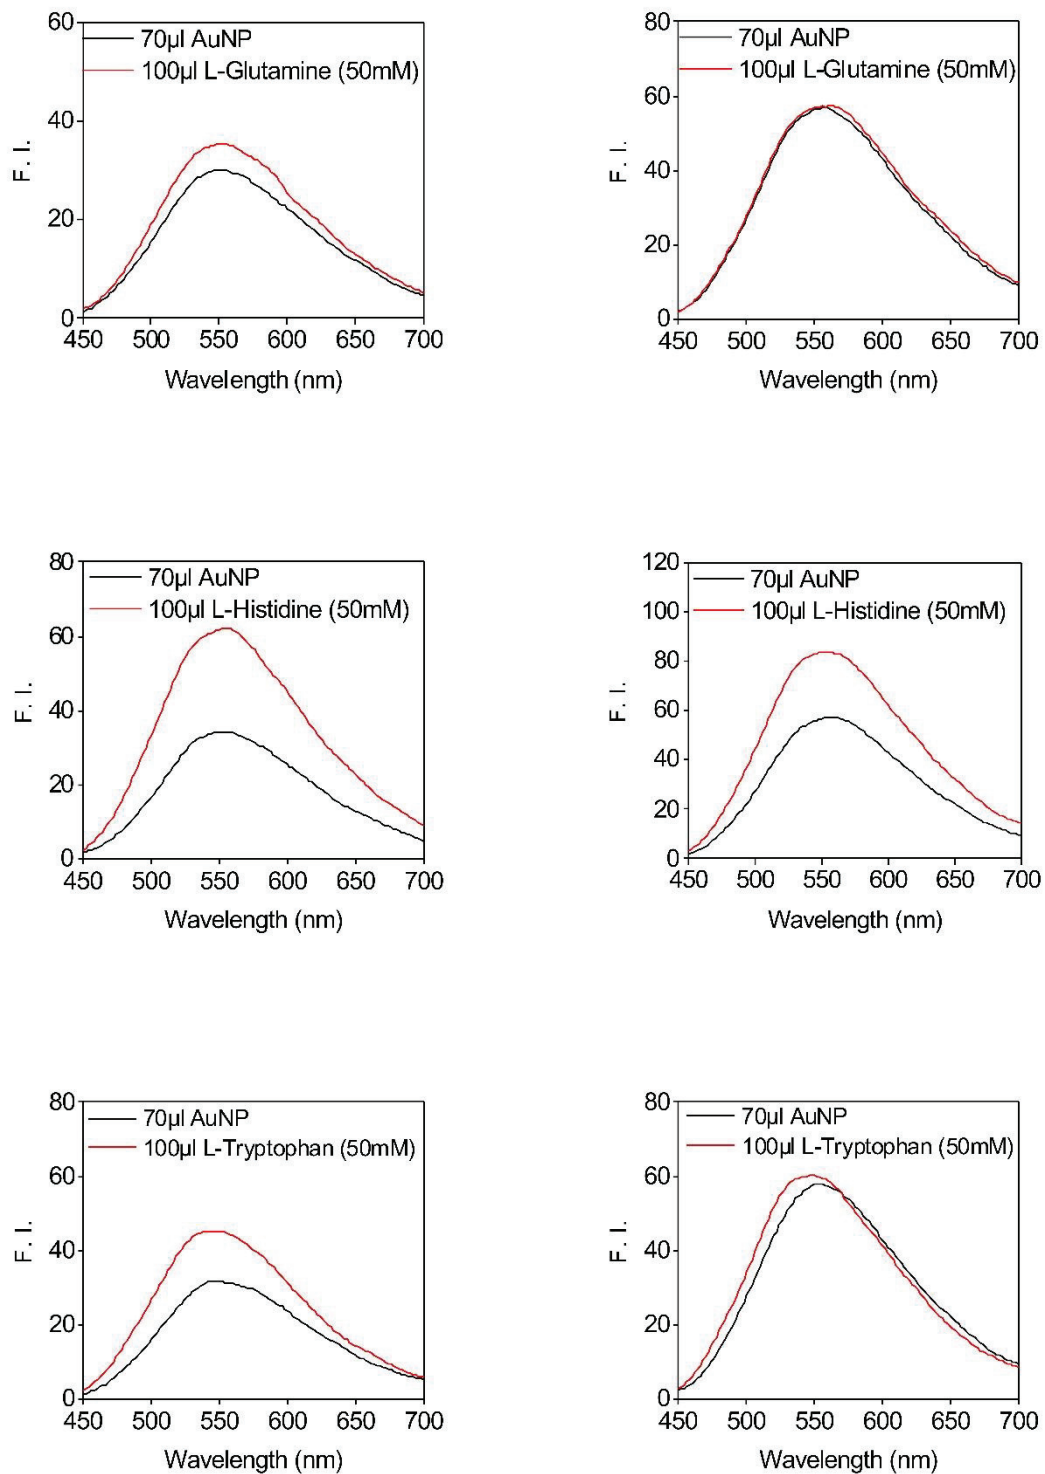 60
70µl AuNP
100µl L-Glutamine (50mM)
40
F. I.
20
0
450 500 550 600 650 700
Wavelength (nm)
80
70µl AuNP
100µl L-Glutamine (50mM)
60
F. I.
40
20
0
450 500 550 600 650 700
Wavelength (nm)
80
70µl AuNP
100µl L-Histidine (50mM)
60
F. I.
40
20
0
450 500 550 600 650 700
Wavelength (nm)
120
70µl AuNP
100
100µl L-Histidine (50mM)
80
F. I.
60
40
20
0
450 500 550 600 650 700
Wavelength (nm)
80
70µl AuNP
100µl L-Tryptophan (50mM)
60
F. I.
40
20
0
450 500 550 600 650 700
Wavelength (nm)
80
70µl AuNP
100µl L-Tryptophan (50mM)
60
F. I.
40
20
0
450 500 550 600 650 700
Wavelength (nm)